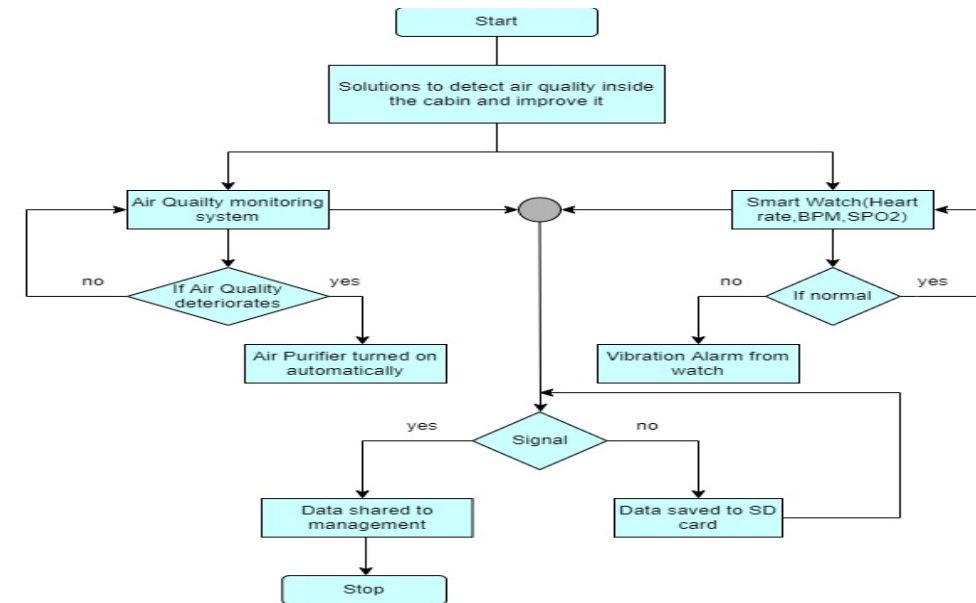 Start
Solutions to detect air quality inside
the cabin and improve it
Air Quailty monitoring
system
Smart Watch(Heart
rate,BPM,SPO2)
no
If Air Quality
deteriorates
yes
no
If normal
yes
Air Purifier turned on
automatically
Vibration Alarm from
watch
yes
Signal
no
Data shared to
management
Data saved to SD
card
Stop